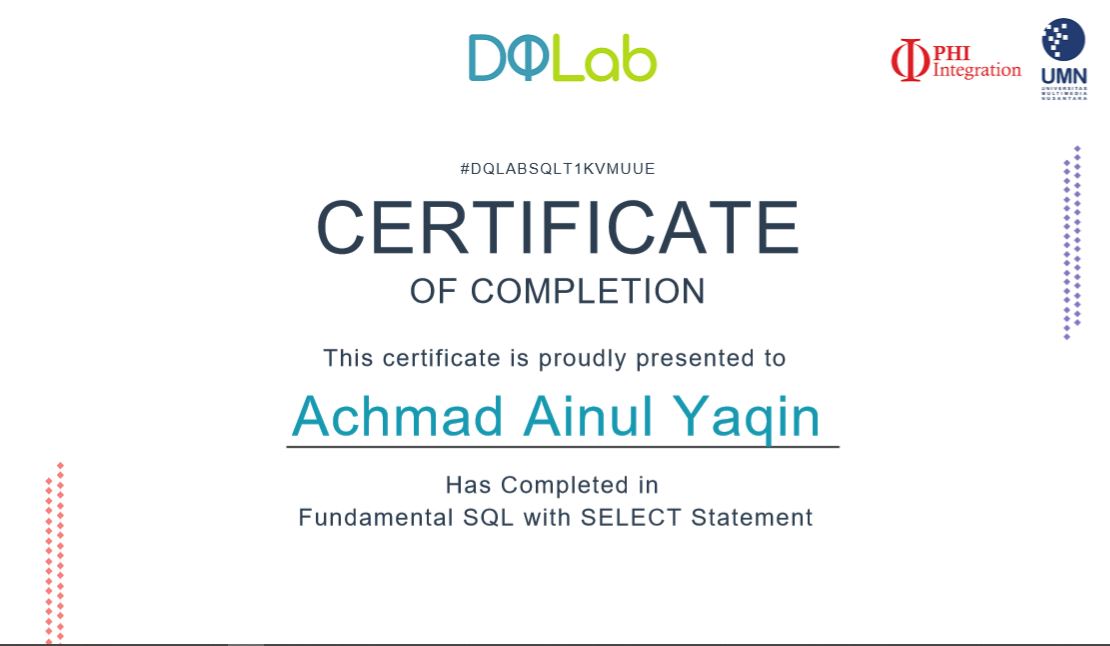 DQLab
PHI
Integration
UMN
UNIVERSITAS
MULTIMEDIA
NUSANTARA
#DQLABSQLT1KVMUUE
CERTIFICATE
OF COMPLETION
This certificate is proudly presented to
Achmad Ainul Yaqin
Has Completed in
Fundamental SQL with SELECT Statement